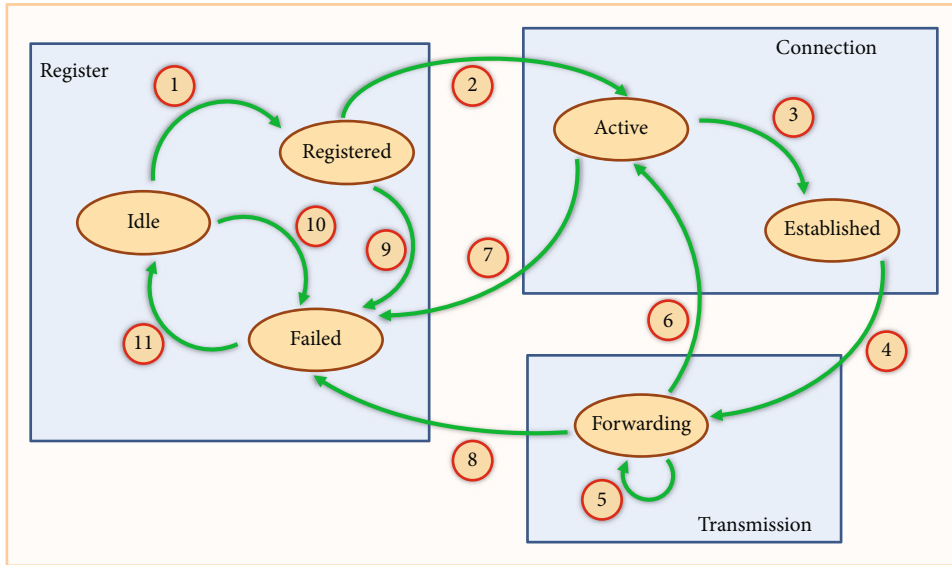 Register
1
Registered
Idle
10
9
Failed
11
2
7
8
Connection
Active
3
Established
6
4
Forwarding
5
Transmission